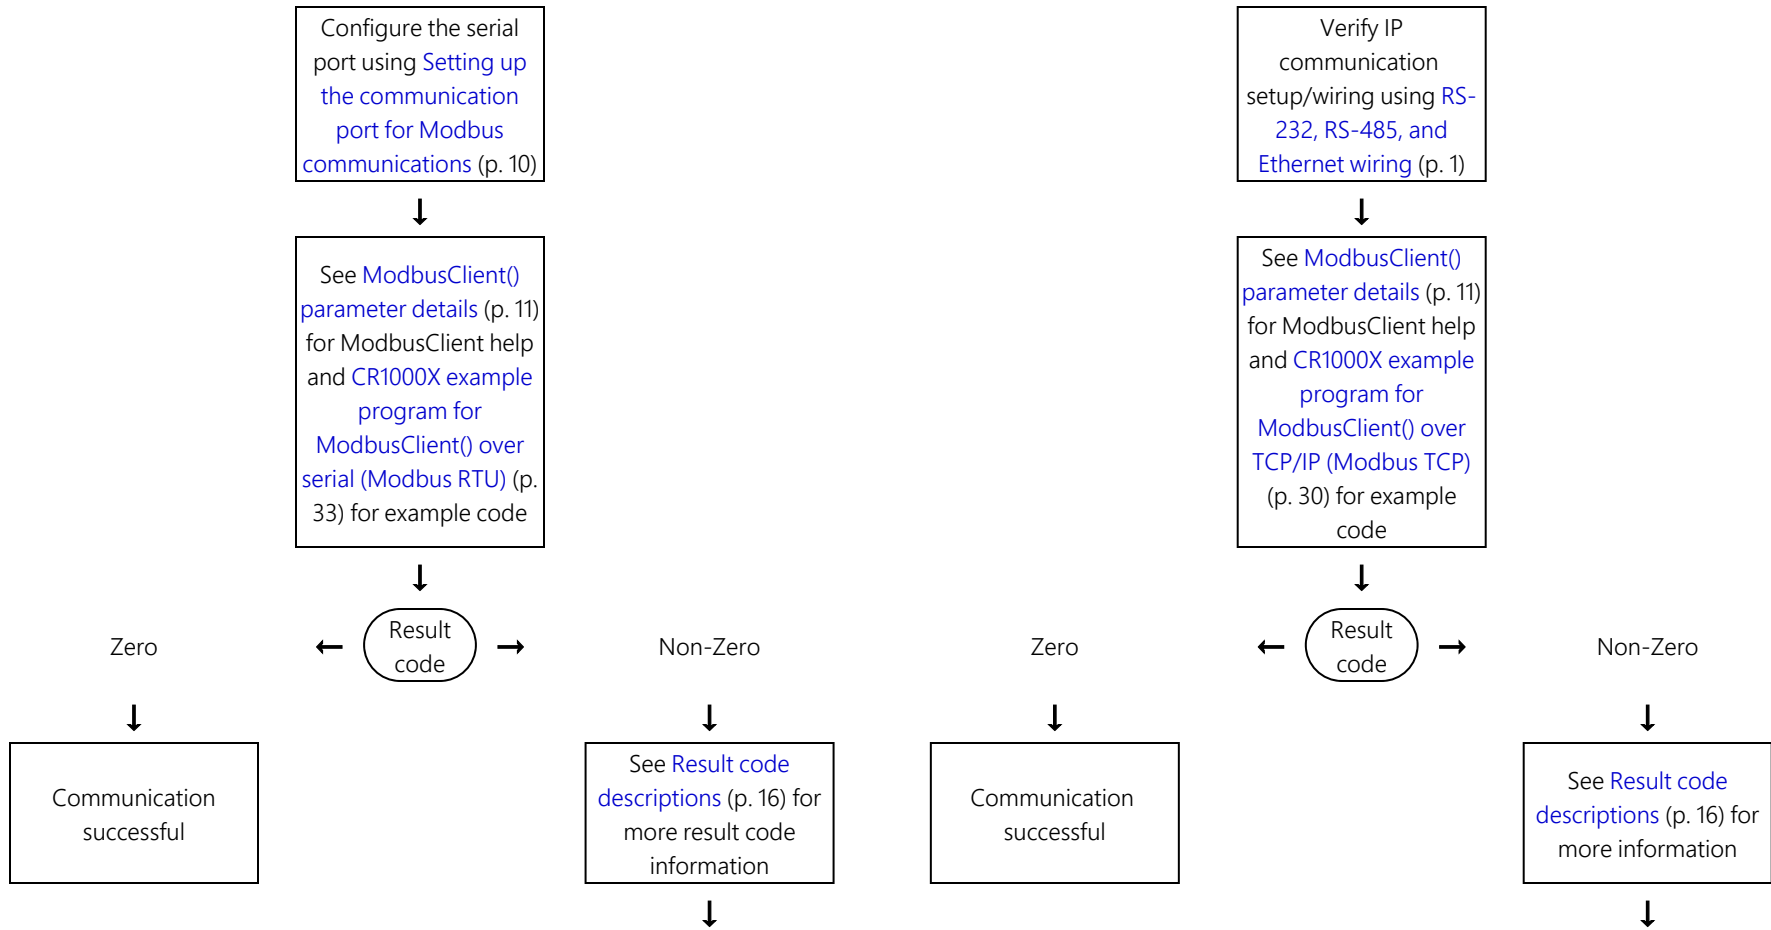 Configure the serial
port using Setting up
the communication
port for Modbus
communications (p. 10)
See ModbusClient()
parameter details (p. 11)
for ModbusClient help
and CR1000X example
program for
ModbusClient() over
serial (Modbus RTU) (p.
33) for example code
Result
code
Zero
Non-Zero
Communication
successful
See Result code
descriptions (p. 16) for
more result code
information
Verify IP
communication
setup/wiring using RS-
232, RS-485, and
Ethernet wiring (p. 1)
See ModbusClient()
parameter details (p. 11)
for ModbusClient help
and CR1000X example
program for
ModbusClient() over
TCP/IP (Modbus TCP)
(p. 30) for example
code
Result
code
Zero
Non-Zero
Communication
successful
See Result code
descriptions (p. 16) for
more information